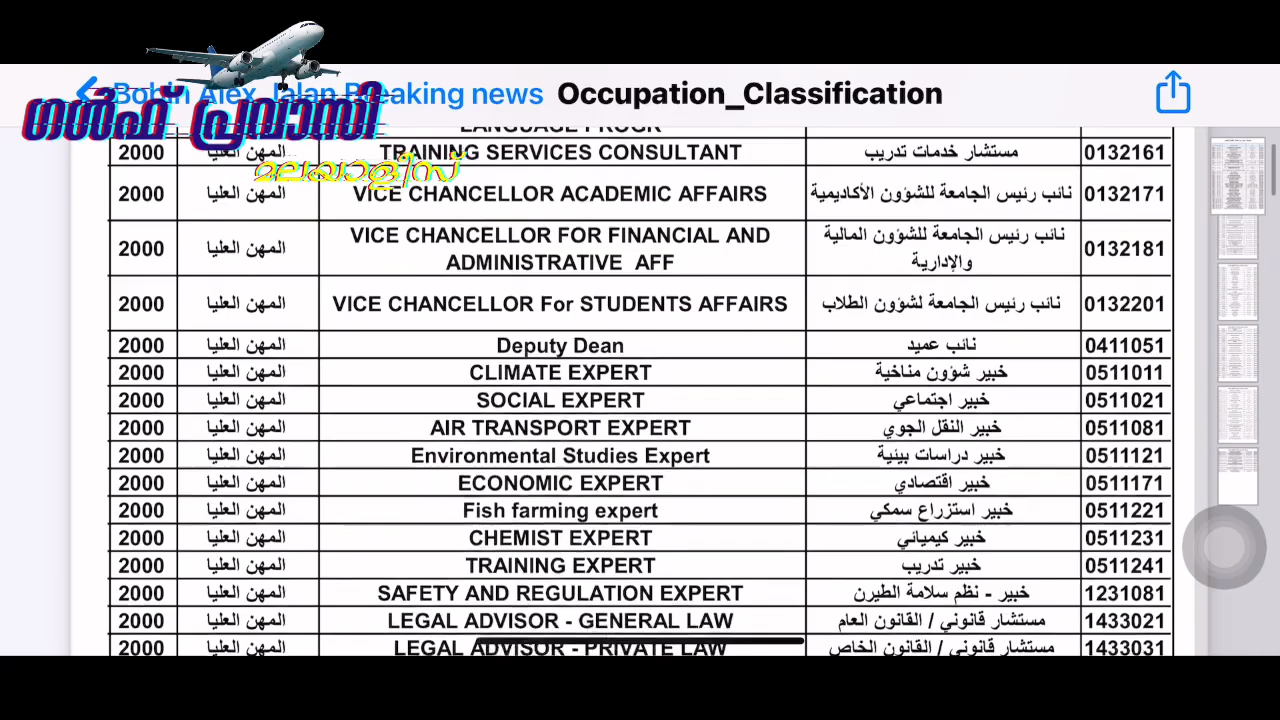 Bobin Alex Jalan Breaking news Occupation_Classification
ഗൾഫ് പ്രവാസി
മലയാളീസ്
LANGUAGE PROGR
2000 المهن العليا TRAINING SERVICES CONSULTANT مستشار خدمات تدريب 0132161
2000 المهن العليا VICE CHANCELLOR ACADEMIC AFFAIRS نائب رئيس الجامعة للشؤون الأكاديمية 0132171
2000 المهن العليا VICE CHANCELLOR FOR FINANCIAL AND ADMINISTRATIVE AFF نائب رئيس الجامعة للشؤون المالية والإدارية 0132181
2000 المهن العليا VICE CHANCELLOR For STUDENTS AFFAIRS نائب رئيس الجامعة لشؤون الطلاب 0132201
2000 المهن العليا Deputy Dean نائب عميد 0411051
2000 المهن العليا CLIMATE EXPERT خبير شؤون مناخية 0511011
2000 المهن العليا SOCIAL EXPERT خبير اجتماعي 0511021
2000 المهن العليا AIR TRANSPORT EXPERT خبير النقل الجوي 0511081
2000 المهن العليا Environmental Studies Expert خبير دراسات بيئية 0511121
2000 المهن العليا ECONOMIC EXPERT خبير اقتصادي 0511171
2000 المهن العليا Fish farming expert خبير استزراع سمكي 0511221
2000 المهن العليا CHEMIST EXPERT خبير كيميائي 0511231
2000 المهن العليا TRAINING EXPERT خبير تدريب 0511241
2000 المهن العليا SAFETY AND REGULATION EXPERT خبير - نظم سلامة الطيرن 1231081
2000 المهن العليا LEGAL ADVISOR - GENERAL LAW مستشار قانوني / القانون العام 1433021
2000 المهن العليا LEGAL ADVISOR - PRIVATE LAW مستشار قانوني / القانون الخاص 1433031